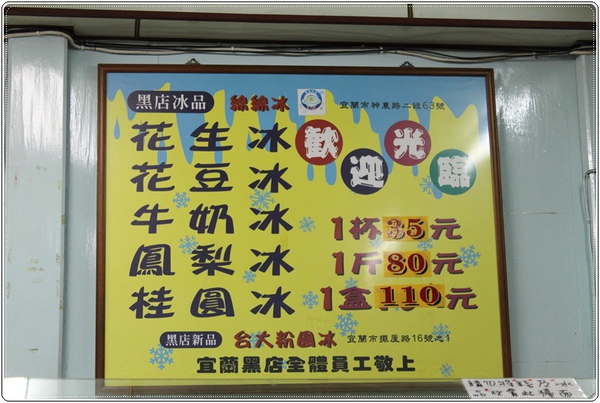 黑店冰品 綿綿冰 宜蘭市神農路二段63號
花生冰
花豆冰
牛奶冰
鳳梨冰
桂圓冰
歡迎光臨
1杯35元
1斤80元
1盒110元
黑店新品 台大粉圓冰 宜蘭市擺厘路16號之1
宜蘭黑店全體員工敬上